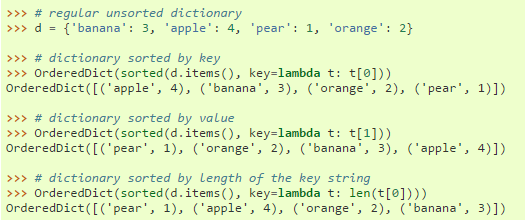 >>> # regular unsorted dictionary
>>> d = {'banana': 3, 'apple': 4, 'pear': 1, 'orange': 2}
>>> # dictionary sorted by key
>>> OrderedDict(sorted(d.items(), key=lambda t: t[0]))
OrderedDict([('apple', 4), ('banana', 3), ('orange', 2), ('pear', 1)])
>>> # dictionary sorted by value
>>> OrderedDict(sorted(d.items(), key=lambda t: t[1]))
OrderedDict([('pear', 1), ('orange', 2), ('banana', 3), ('apple', 4)])
>>> # dictionary sorted by length of the key string
>>> OrderedDict(sorted(d.items(), key=lambda t: len(t[0])))
OrderedDict([('pear', 1), ('apple', 4), ('orange', 2), ('banana', 3)])